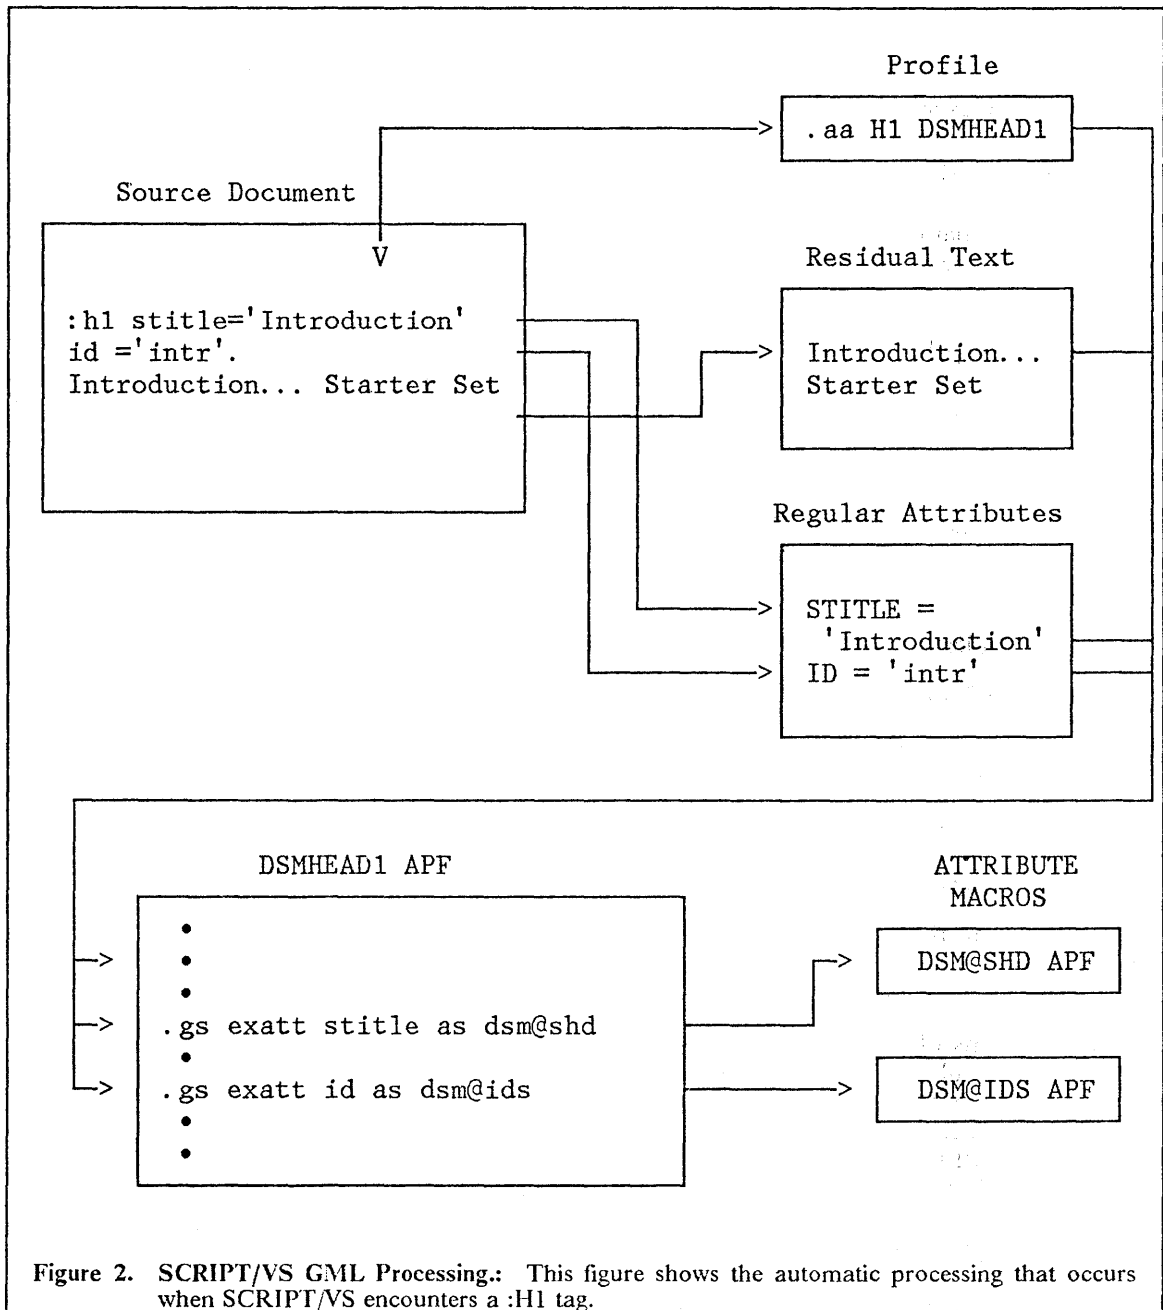 Profile
.aa H1 DSMHEAD1
Source Document
V
:h1 stitle='Introduction'
id ='intr'.
Introduction... Starter Set
Residual Text
Introduction...
Starter Set
Regular Attributes
STITLE =
'Introduction'
ID = 'intr'
DSMHEAD1 APF
.gs exatt stitle as dsm@shd
.gs exatt id as dsm@ids
ATTRIBUTE
MACROS
DSM@SHD APF
DSM@IDS APF
Figure 2. SCRIPT/VS GML Processing.: This figure shows the automatic processing that occurs
when SCRIPT/VS encounters a :H1 tag.